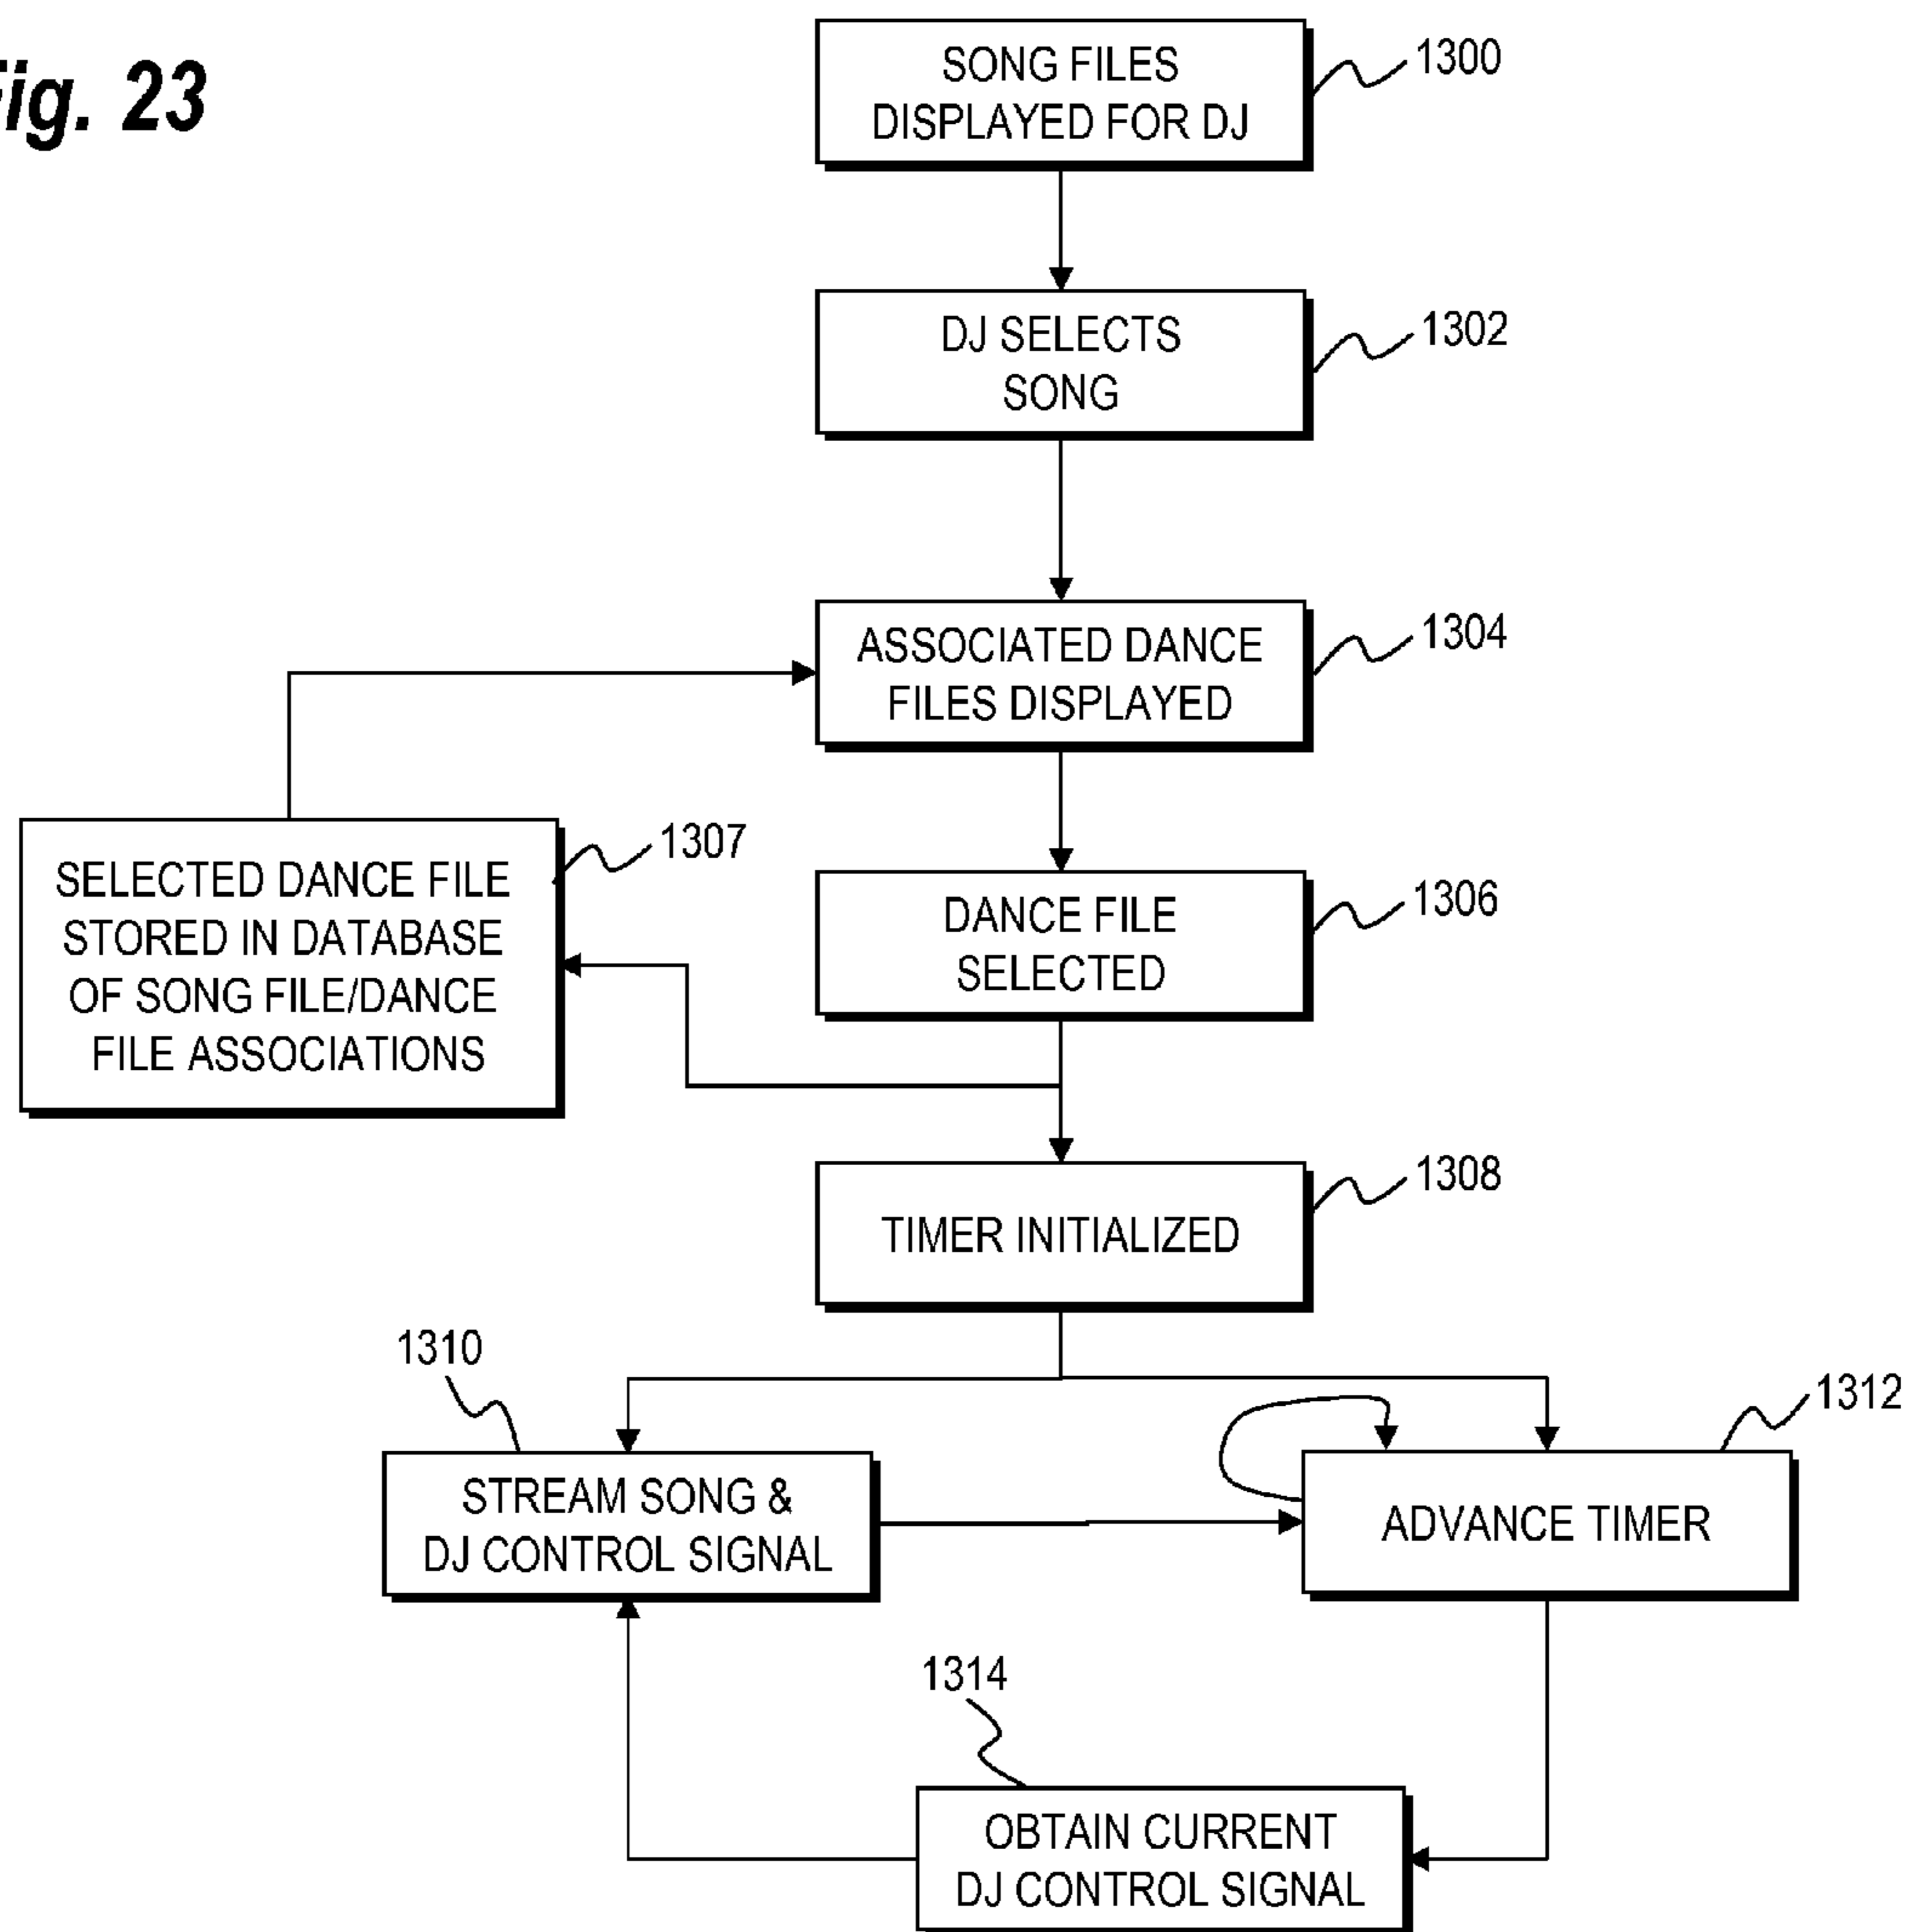 Fig. 23
SONG FILES
DISPLAYED FOR DJ
1300
DJ SELECTS
SONG
1302
ASSOCIATED DANCE
FILES DISPLAYED
1304
SELECTED DANCE FILE
STORED IN DATABASE
OF SONG FILE/DANCE
FILE ASSOCIATIONS
1307
DANCE FILE
SELECTED
1306
TIMER INITIALIZED
1308
1310
STREAM SONG &
DJ CONTROL SIGNAL
1312
ADVANCE TIMER
1314
OBTAIN CURRENT
DJ CONTROL SIGNAL